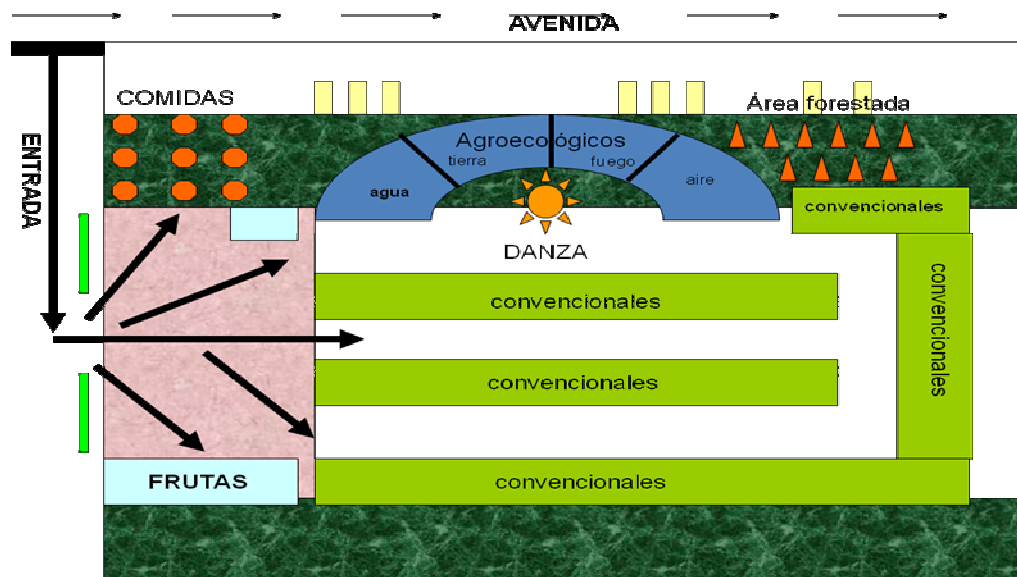 AVENIDA
COMIDAS
Área forestada
ENTRADA
Agroecológicos
tierra
fuego
agua
aire
convencionales
DANZA
convencionales
convencionales
convencionales
FRUTAS
convencionales